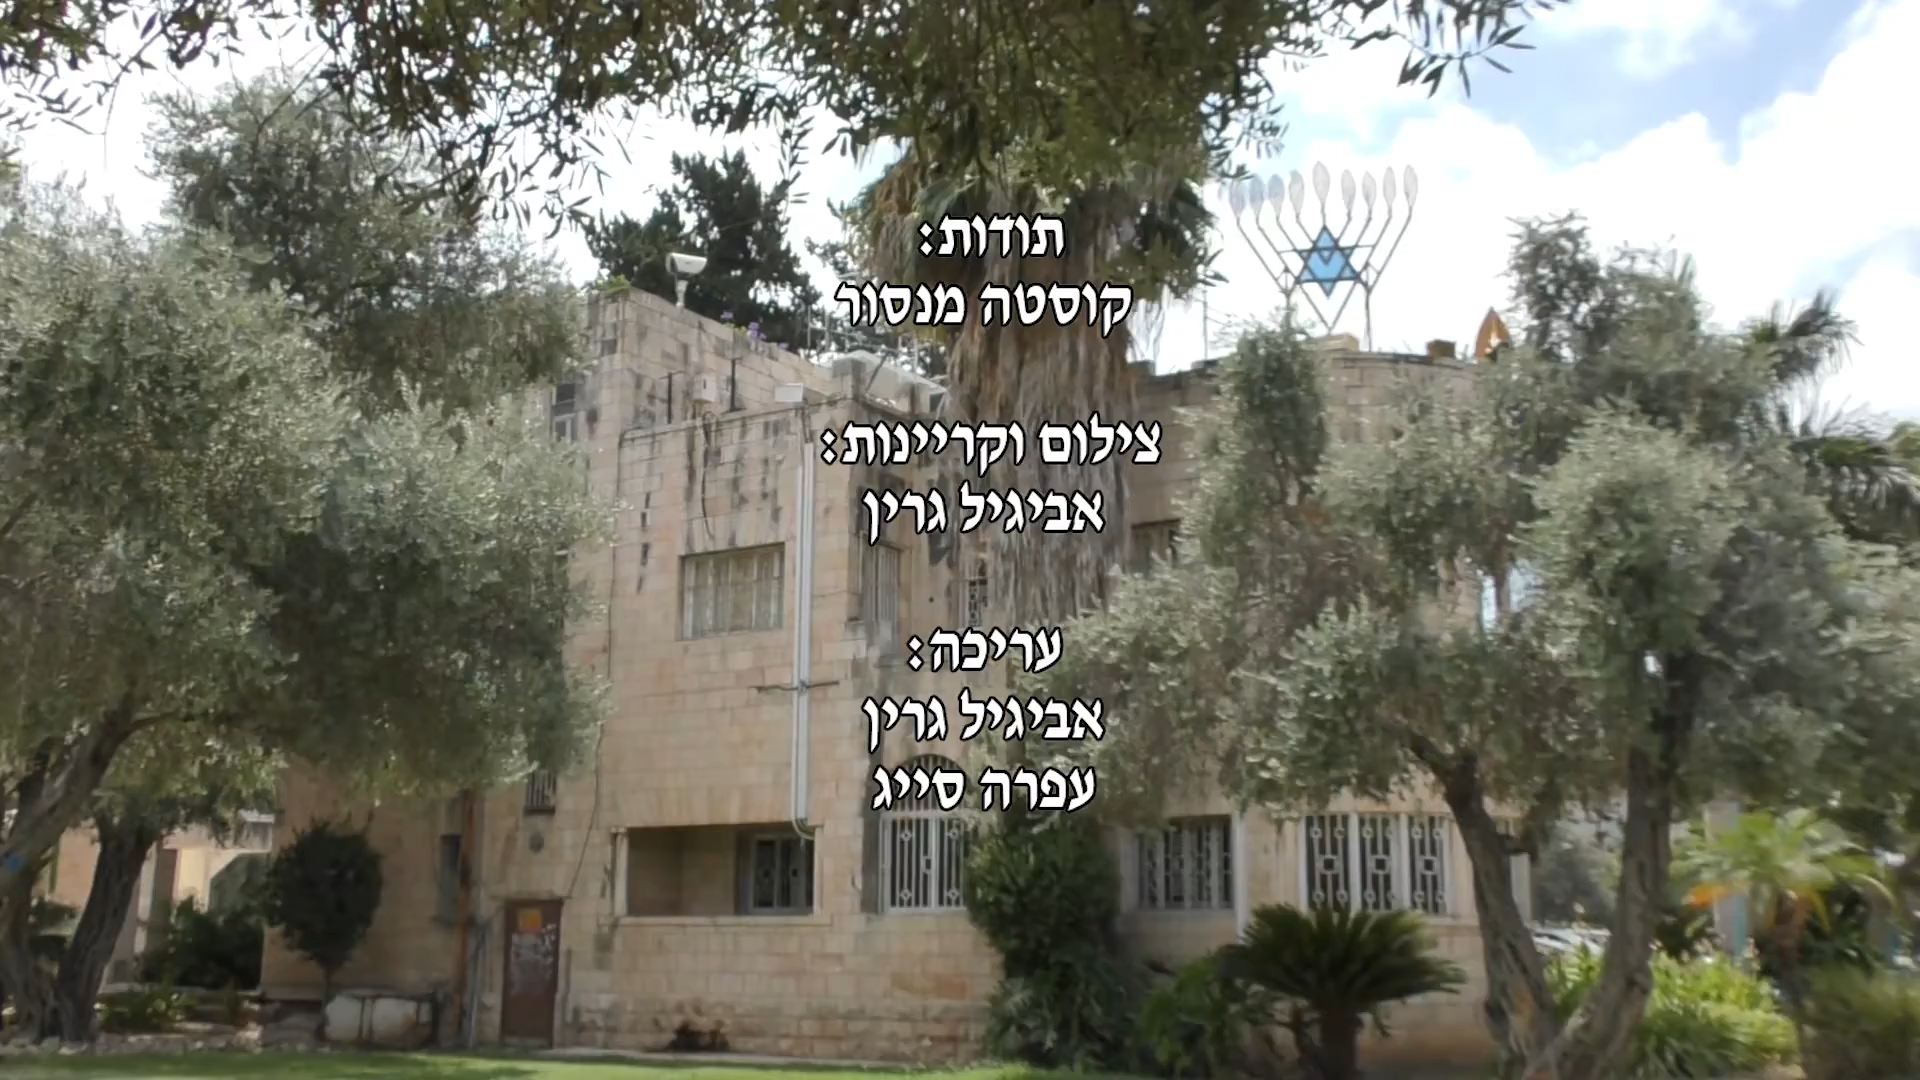 תודות:
קוסטה מנסור
צילום וקריינות:
אביגיל גרין
עריכה:
אביגיל גרין
עפרה סייג